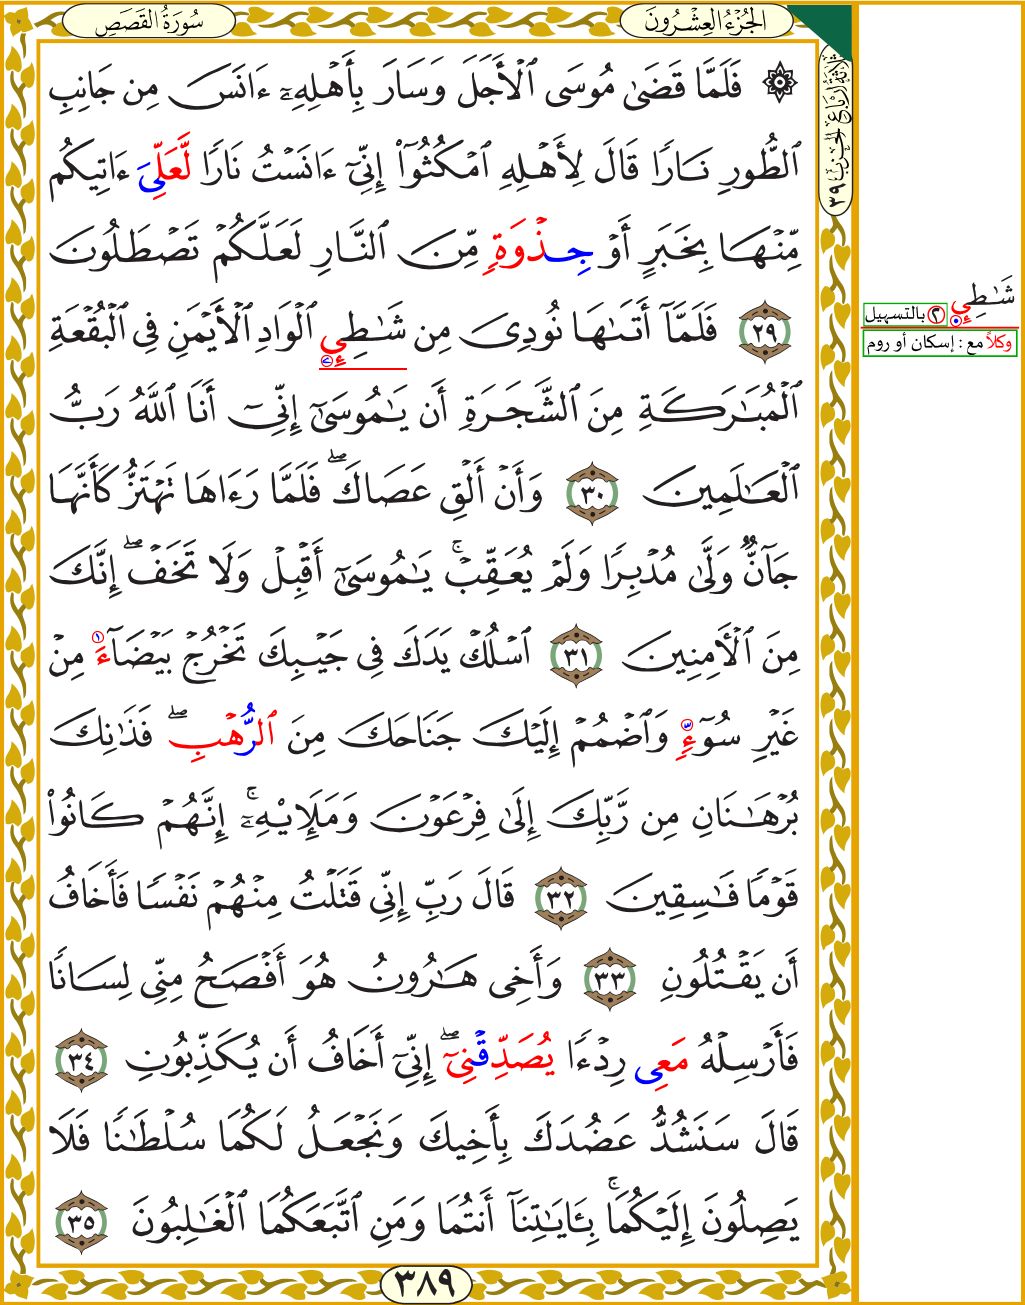 الجُزْءُ العِشْرُونَ
سُورَةُ القَصَصِ
۞ فَلَمَّا قَضَىٰ مُوسَى ٱلْأَجَلَ وَسَارَ بِأَهْلِهِۦٓ ءَانَسَ مِن جَانِبِ
ٱلطُّورِ نَارًا قَالَ لِأَهْلِهِ ٱمْكُثُوٓا۟ إِنِّىٓ ءَانَسْتُ نَارًا لَّعَلِّىَ ءَاتِيكُم
مِّنْهَا بِخَبَرٍ أَوْ جِذْوَةٍ مِّنَ ٱلنَّارِ لَعَلَّكُمْ تَصْطَلُونَ
٢٩ فَلَمَّآ أَتَىٰهَا نُودِىَ مِن شَٰطِئِ ٱلْوَادِ ٱلْأَيْمَنِ فِى ٱلْبُقْعَةِ
ٱلْمُبَٰرَكَةِ مِنَ ٱلشَّجَرَةِ أَن يَٰمُوسَىٰٓ إِنِّىٓ أَنَا ٱللَّهُ رَبُّ
ٱلْعَٰلَمِينَ ٣٠ وَأَنْ أَلْقِ عَصَاكَۖ فَلَمَّا رَءَاهَا تَهْتَزُّ كَأَنَّهَا
جَآنٌّ وَلَّىٰ مُدْبِرًا وَلَمْ يُعَقِّبْۚ يَٰمُوسَىٰٓ أَقْبِلْ وَلَا تَخَفْۖ إِنَّكَ
مِنَ ٱلْأٓمِنِينَ ٣١ ٱسْلُكْ يَدَكَ فِى جَيْبِكَ تَخْرُجْ بَيْضَآءَ مِنْ
غَيْرِ سُوٓءٍ وَٱضْمُمْ إِلَيْكَ جَنَاحَكَ مِنَ ٱلرُّهْبِۖ فَذَٰنِكَ
بُرْهَٰنَانِ مِن رَّبِّكَ إِلَىٰ فِرْعَوْنَ وَمَلَإِي۟هِۦٓۚ إِنَّهُمْ كَانُوا۟
قَوْمًا فَٰسِقِينَ ٣٢ قَالَ رَبِّ إِنِّى قَتَلْتُ مِنْهُمْ نَفْسًا فَأَخَافُ
أَن يَقْتُلُونِ ٣٣ وَأَخِى هَٰرُونُ هُوَ أَفْصَحُ مِنِّى لِسَانًا
فَأَرْسِلْهُ مَعِى رِدْءًا يُصَدِّقْنِىٓۖ إِنِّىٓ أَخَافُ أَن يُكَذِّبُونِ ٣٤
قَالَ سَنَشُدُّ عَضُدَكَ بِأَخِيكَ وَنَجْعَلُ لَكُمَا سُلْطَٰنًا فَلَا
يَصِلُونَ إِلَيْكُمَاۚ بِـَٔايَٰتِنَآ أَنتُمَا وَمَنِ ٱتَّبَعَكُمَا ٱلْغَٰلِبُونَ ٣٥
٣٨٩
ثَلَاثَةُ أَرْبَاعِ الحِزْبِ ٣٩
شَٰطِئِ
٢ بالتسهيل
وكلاً مع : إسكان أو روم